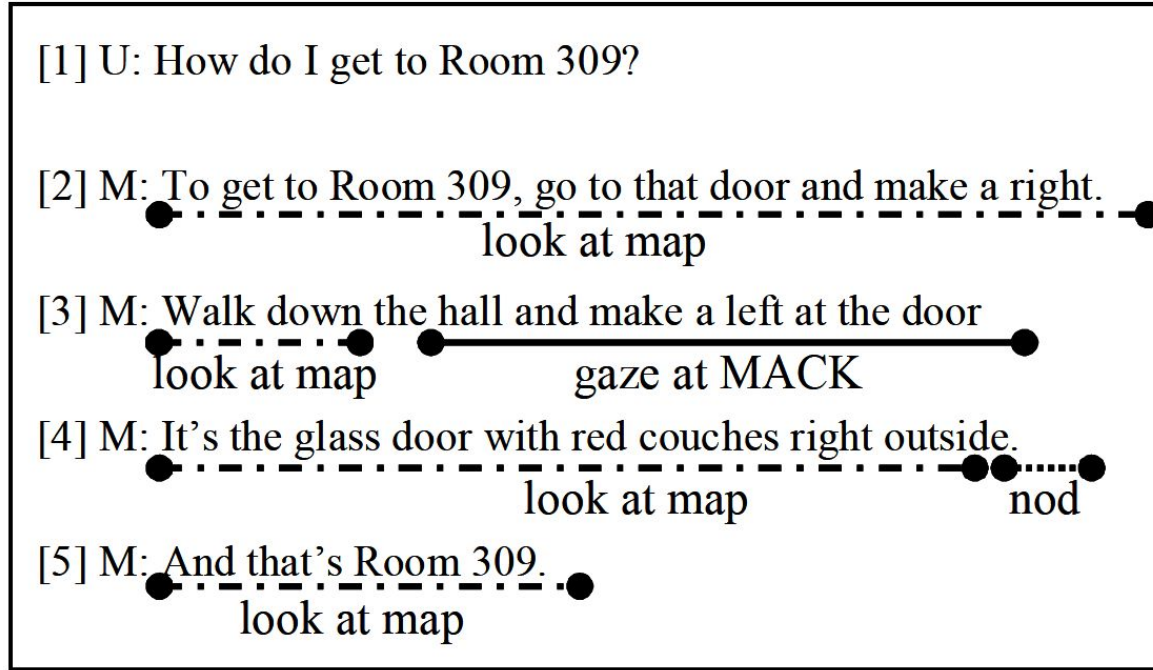 [1] U: How do I get to Room 309?
[2] M: To get to Room 309, go to that door and make a right.
look at map
[3] M: Walk down the hall and make a left at the door
look at map gaze at MACK
[4] M: It’s the glass door with red couches right outside.
look at map nod
[5] M: And that’s Room 309.
look at map